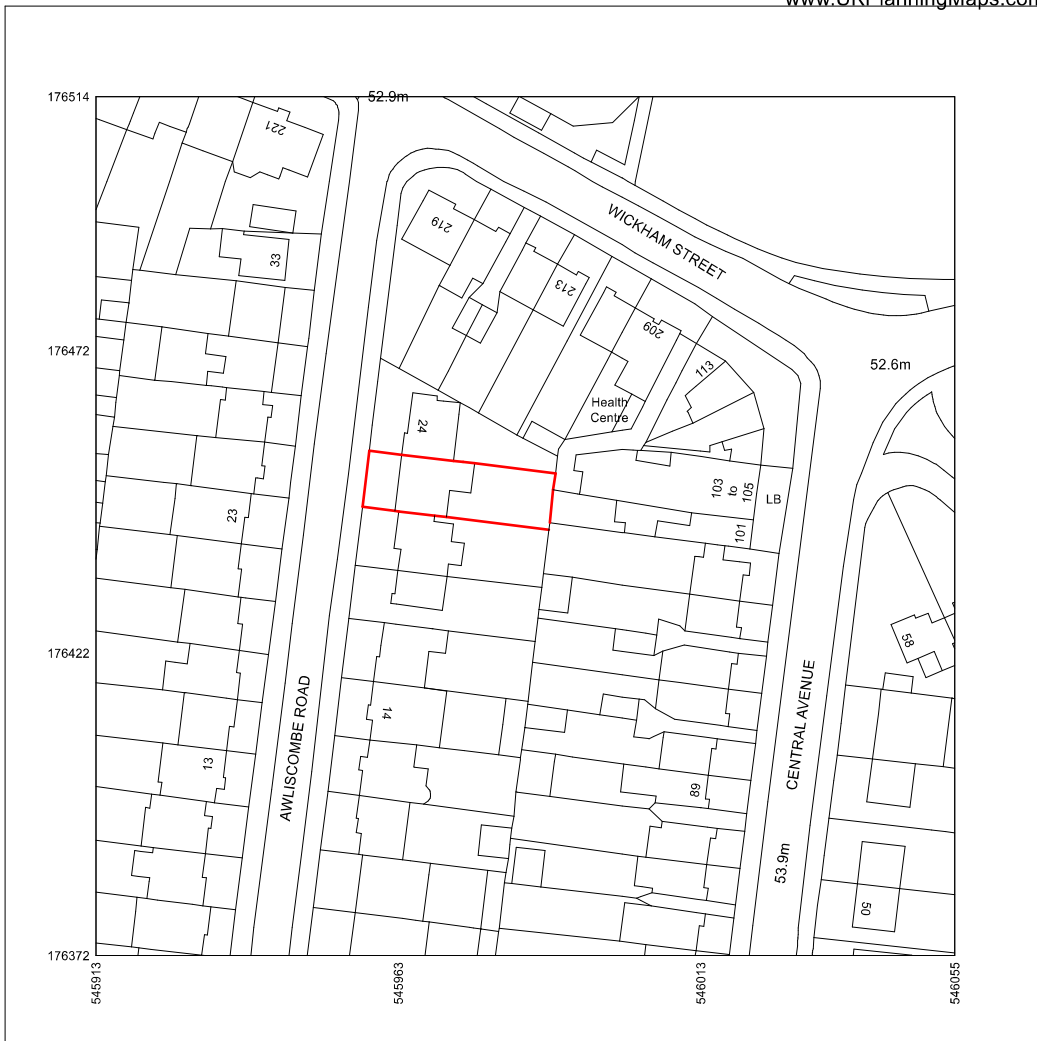 www.UKPlanningMaps.com
176514
52.9m
221
219
WICKHAM STREET
33
213
209
176472
52.6m
113
Health
Centre
24
103
to
105
LB
23
101
58
176422
14
CENTRAL AVENUE
AWLISCOMBE ROAD
13
89
53.9m
50
176372
545913
545963
546013
546055